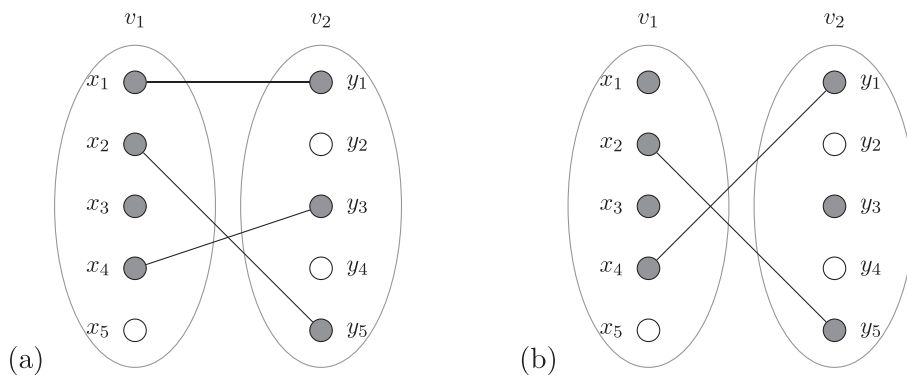 v₁ v₂
x₁ y₁
x₂ y₂
x₃ y₃
x₄ y₄
x₅ y₅
(a)
v₁ v₂
x₁ y₁
x₂ y₂
x₃ y₃
x₄ y₄
x₅ y₅
(b)